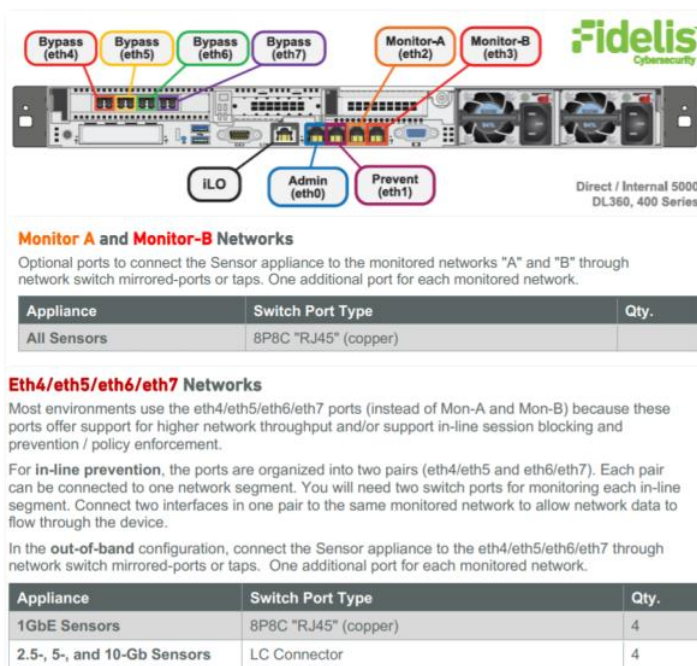 Bypass (eth4)
Bypass (eth5)
Bypass (eth6)
Bypass (eth7)
Monitor-A (eth2)
Monitor-B (eth3)
Fidelis
Cybersecurity
iLO
Admin (eth0)
Prevent (eth1)
Direct / Internal 5000
DL360, 400 Series
Monitor A and Monitor-B Networks
Optional ports to connect the Sensor appliance to the monitored networks "A" and "B" through
network switch mirrored-ports or taps. One additional port for each monitored network.
Appliance Switch Port Type Qty.
All Sensors 8P8C "RJ45" (copper)
Eth4/eth5/eth6/eth7 Networks
Most environments use the eth4/eth5/eth6/eth7 ports (instead of Mon-A and Mon-B) because these
ports offer support for higher network throughput and/or support in-line session blocking and
prevention / policy enforcement.
For in-line prevention, the ports are organized into two pairs (eth4/eth5 and eth6/eth7). Each pair
can be connected to one network segment. You will need two switch ports for monitoring each in-line
segment. Connect two interfaces in one pair to the same monitored network to allow network data to
flow through the device.
In the out-of-band configuration, connect the Sensor appliance to the eth4/eth5/eth6/eth7 through
network switch mirrored-ports or taps. One additional port for each monitored network.
Appliance Switch Port Type Qty.
1GbE Sensors 8P8C "RJ45" (copper) 4
2.5-, 5-, and 10-Gb Sensors LC Connector 4